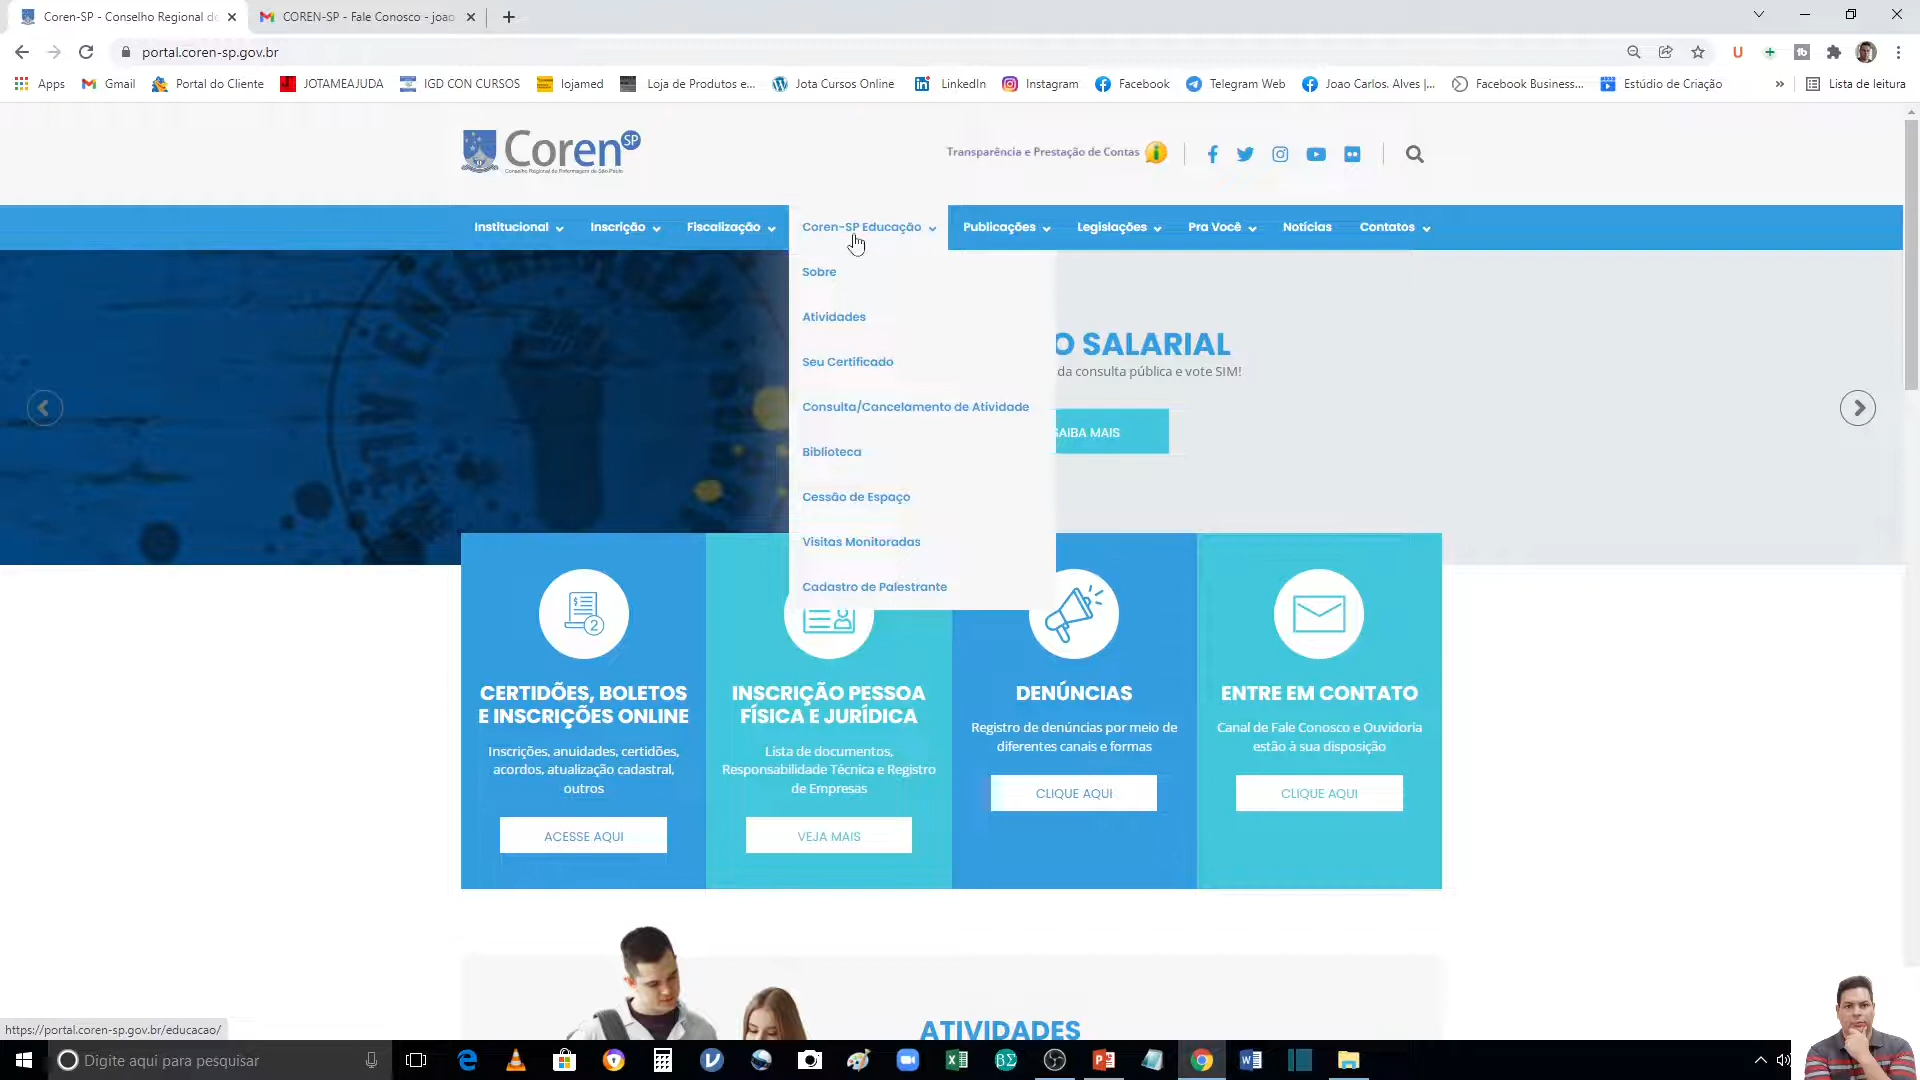 Coren-SP - Conselho Regional de
COREN-SP - Fale Conosco - joao
portal.coren-sp.gov.br
Apps
Gmail
Portal do Cliente
JOTAMEAJUDA
IGD CON CURSOS
lojamed
Loja de Produtos e...
Jota Cursos Online
LinkedIn
Instagram
Facebook
Telegram Web
Joao Carlos. Alves |...
Facebook Business...
Estúdio de Criação
»
Lista de leitura
Coren SP
Conselho Regional de Enfermagem de São Paulo
Transparência e Prestação de Contas
Institucional
Inscrição
Fiscalização
Coren-SP Educação
Publicações
Legislações
Pra Você
Notícias
Contatos
Sobre
Atividades
Seu Certificado
Consulta/Cancelamento de Atividade
Biblioteca
Cessão de Espaço
Visitas Monitoradas
Cadastro de Palestrante
O SALARIAL
da consulta pública e vote SIM!
SAIBA MAIS
CERTIDÕES, BOLETOS
E INSCRIÇÕES ONLINE
Inscrições, anuidades, certidões,
acordos, atualização cadastral,
outros
ACESSE AQUI
INSCRIÇÃO PESSOA
FÍSICA E JURÍDICA
Lista de documentos,
Responsabilidade Técnica e Registro
de Empresas
VEJA MAIS
DENÚNCIAS
Registro de denúncias por meio de
diferentes canais e formas
CLIQUE AQUI
ENTRE EM CONTATO
Canal de Fale Conosco e Ouvidoria
estão à sua disposição
CLIQUE AQUI
ATIVIDADES
https://portal.coren-sp.gov.br/educacao/
Digite aqui para pesquisar